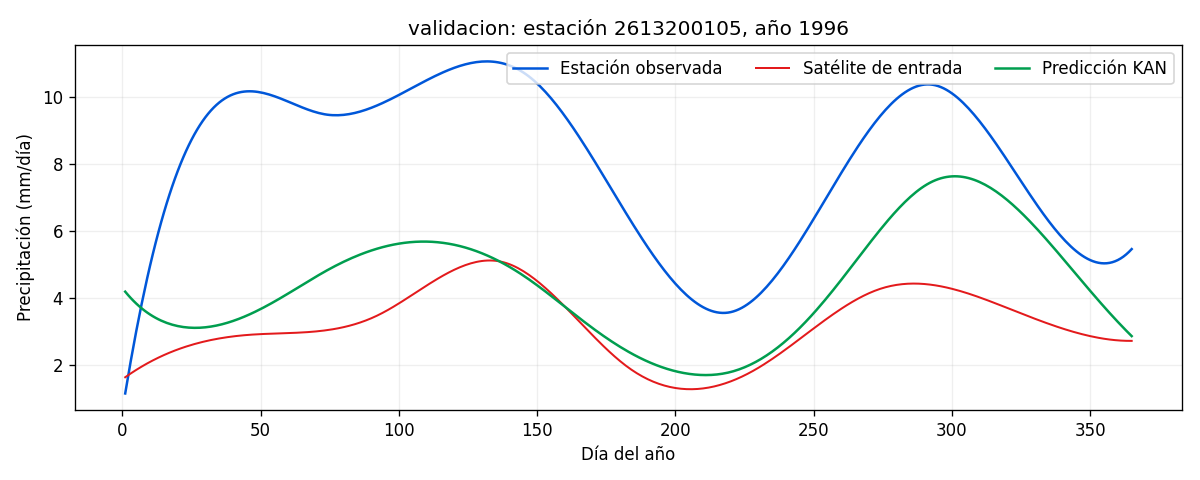 validacion: estación 2613200105, año 1996
Estación observada Satélite de entrada Predicción KAN
Precipitación (mm/día)
10
8
6
4
2
0 50 100 150 200 250 300 350
Día del año